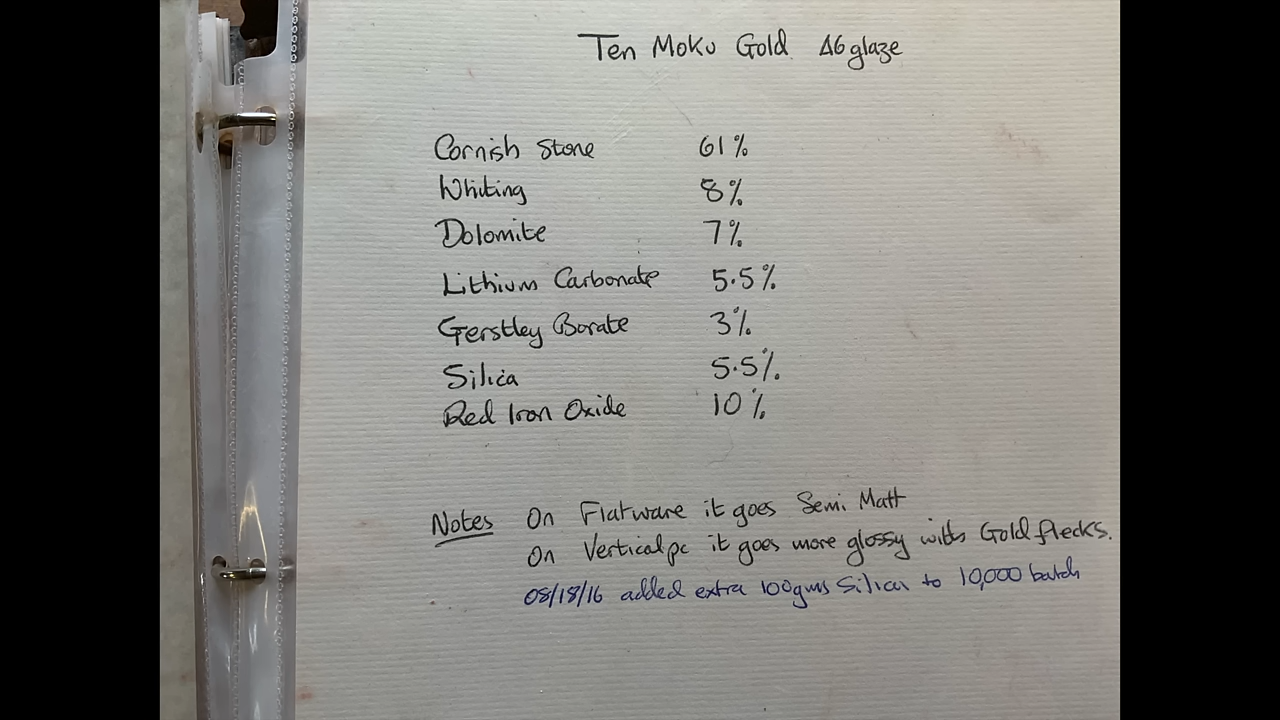 Ten Moku Gold Δ6 glaze
Cornish Stone 61%
Whiting 8%
Dolomite 7%
Lithium Carbonate 5.5%
Gerstley Borate 3%
Silica 5.5%
Red Iron Oxide 10%
Notes On Flatware it goes Semi Matt
On Vertical pc it goes more glossy with Gold flecks.
08/18/16 added extra 100gms Silica to 10,000 batch